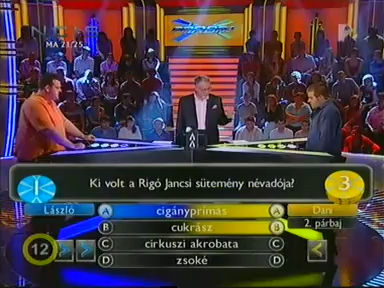 MA 21:25
Ki volt a Rigó Jancsi sütemény névadója?
3
László
A cigányprímás A
Dani
B cukrász B
2. párbaj
12
C cirkuszi akrobata
D zsoké D